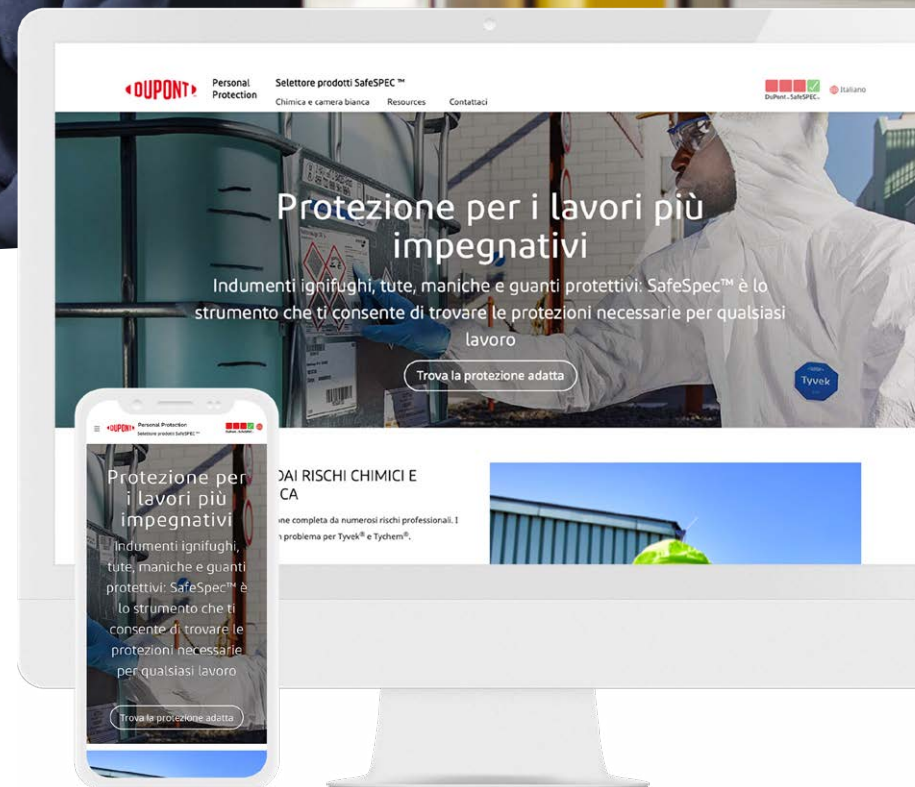 DUPONT
Personal
Protection
Selettore prodotti SafeSPEC ™
Chimica e camera bianca
Resources
Contattaci
DuPont™ SafeSPEC™
Italiano
Protezione per i lavori più
impegnativi
Indumenti ignifughi, tute, maniche e guanti protettivi: SafeSpec™ è lo
strumento che ti consente di trovare le protezioni necessarie per qualsiasi
lavoro
Trova la protezione adatta
Tyvek
DAI RISCHI CHIMICI E
CA
one completa da numerosi rischi professionali. I
n problema per Tyvek® e Tychem®.
DUPONT
Personal Protection
Selettore prodotti SafeSPEC™
Protezione per
i lavori più
impegnativi
Indumenti ignifughi,
tute, maniche e guanti
protettivi: SafeSpec™ è
lo strumento che ti
consente di trovare le
protezioni necessarie
per qualsiasi lavoro
Trova la protezione adatta